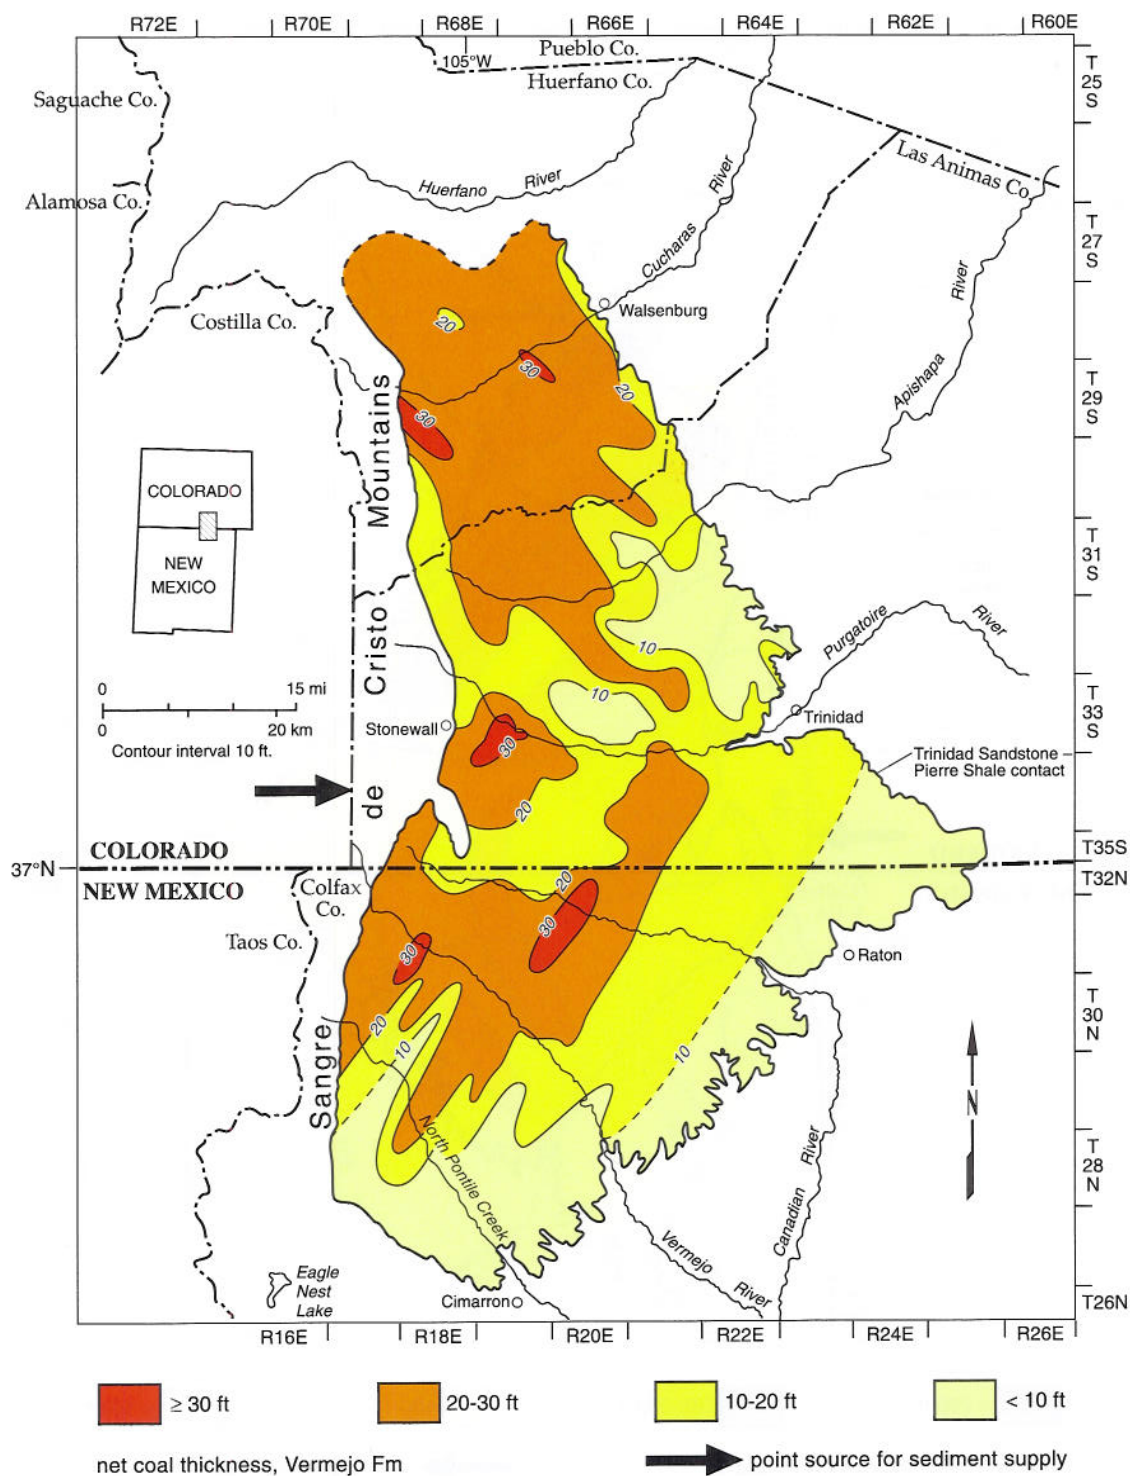 R72E R70E R68E R66E R64E R62E R60E
105°W
Pueblo Co.
Huerfano Co.
T
25
S
Saguache Co.
Las Animas Co.
Alamosa Co.
Huerfano River
Cucharas River
Apishapa River
T
27
S
Costilla Co.
Walsenburg
20
30
20
30
T
29
S
COLORADO
NEW
MEXICO
T
31
S
Sangre de Cristo Mountains
Purgatoire River
10
10
0 15 mi
0 20 km
Contour interval 10 ft.
Stonewall
30
Trinidad
T
33
S
Trinidad Sandstone –
Pierre Shale contact
20
COLORADO
37°N
NEW MEXICO
T35S
T32N
Colfax
Co.
Taos Co.
20
30
30
Raton
20
10
10
T
30
N
N
North Pontile Creek
Canadian River
T
28
N
Vermejo River
Eagle
Nest
Lake
Cimarron
T26N
R16E R18E R20E R22E R24E R26E
≥ 30 ft 20-30 ft 10-20 ft < 10 ft
net coal thickness, Vermejo Fm point source for sediment supply